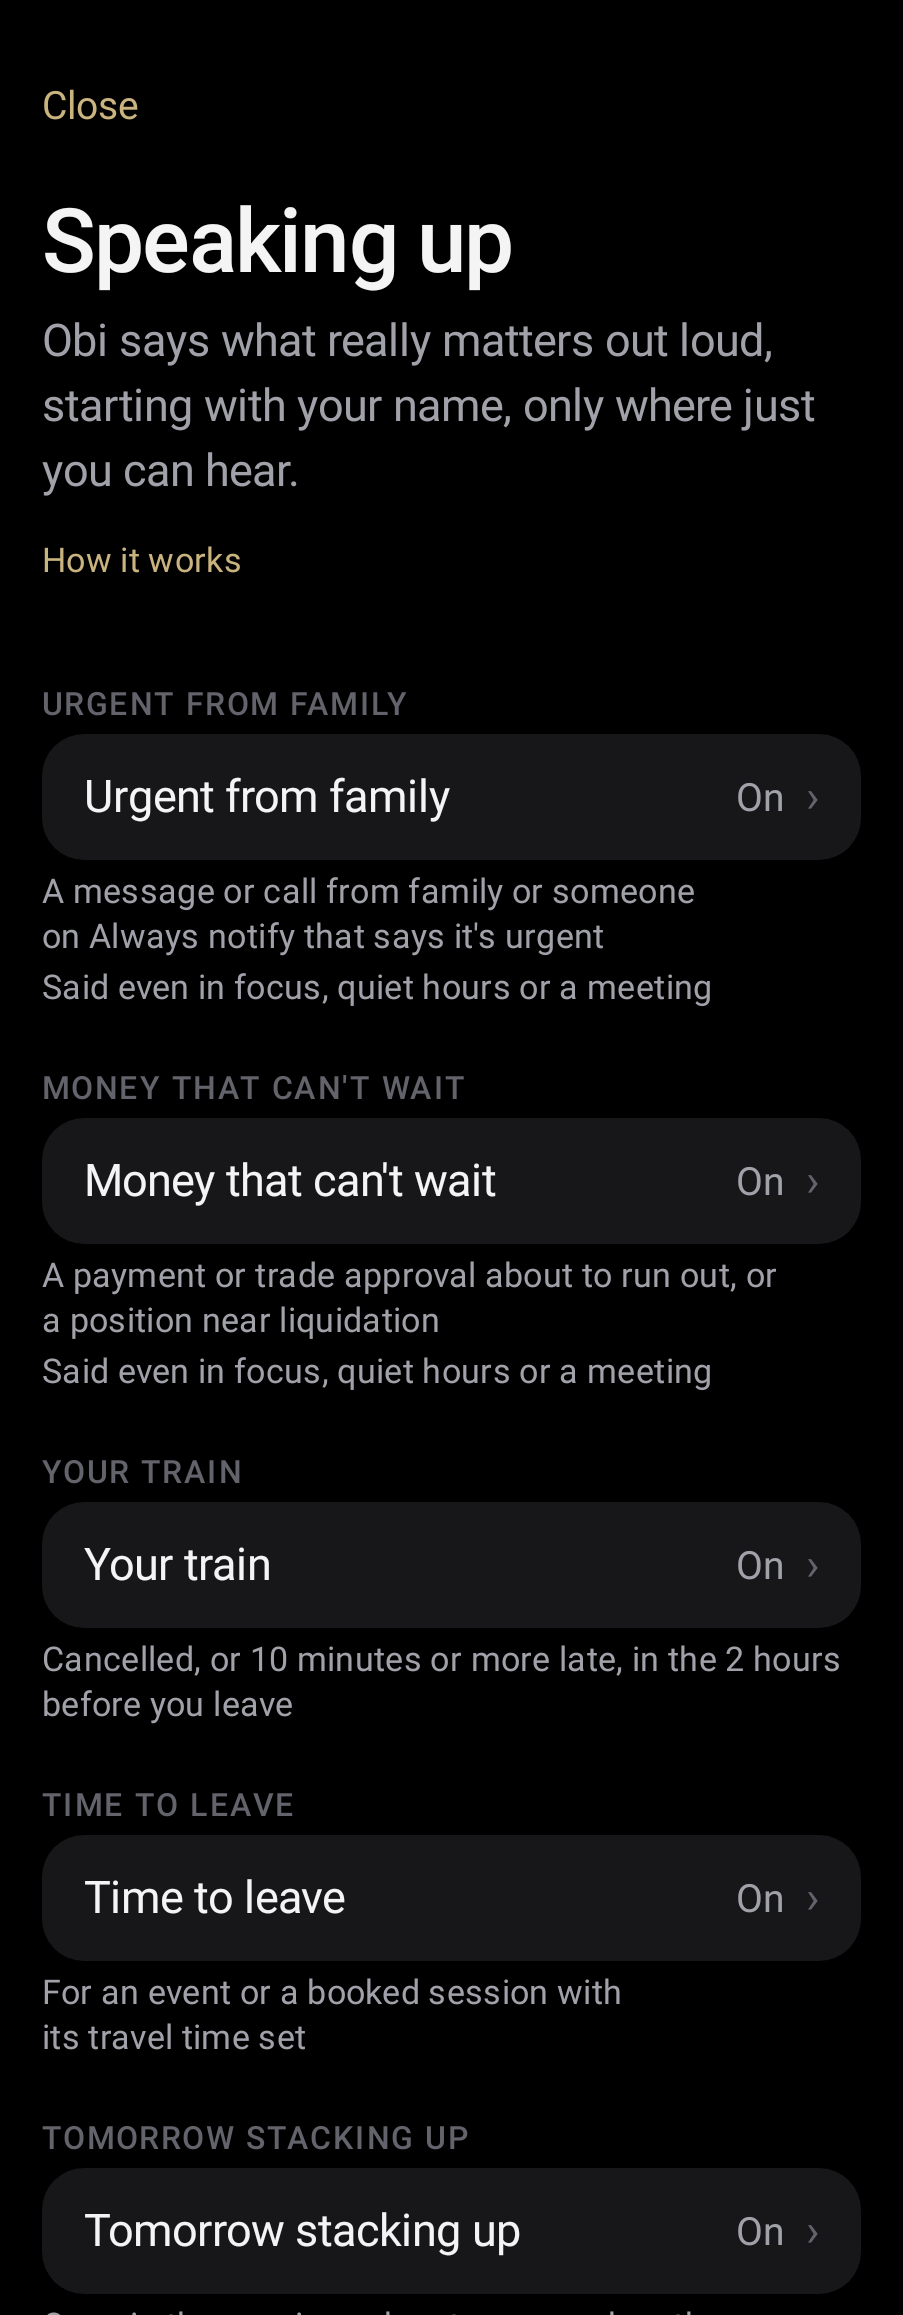 Close
Speaking up
Obi says what really matters out loud,
starting with your name, only where just
you can hear.
How it works
URGENT FROM FAMILY
Urgent from family On ›
A message or call from family or someone
on Always notify that says it's urgent
Said even in focus, quiet hours or a meeting
MONEY THAT CAN'T WAIT
Money that can't wait On ›
A payment or trade approval about to run out, or
a position near liquidation
Said even in focus, quiet hours or a meeting
YOUR TRAIN
Your train On ›
Cancelled, or 10 minutes or more late, in the 2 hours
before you leave
TIME TO LEAVE
Time to leave On ›
For an event or a booked session with
its travel time set
TOMORROW STACKING UP
Tomorrow stacking up On ›